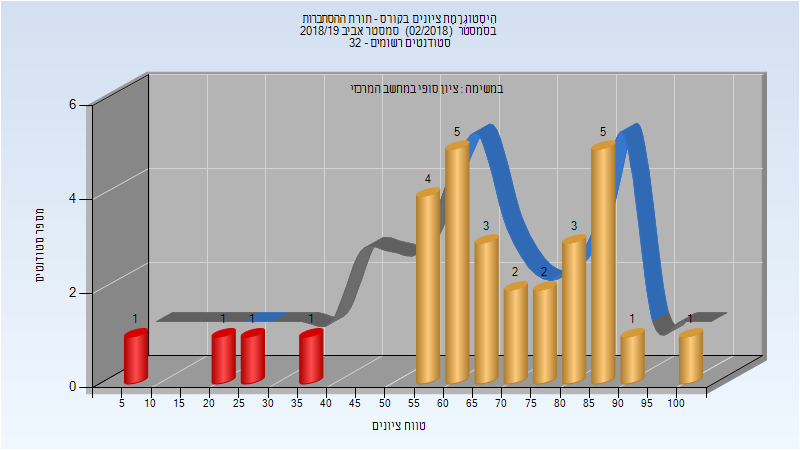 היסטוגרמת ציונים בקורס - תורת ההסתברות
בסמסטר (02/2018) סמסטר אביב 2018/19
סטודנטים רשומים - 32
במשימה : ציון סופי במחשב המרכזי
6
4
2
0
מספר סטודנטים
1 1 1 1 4 5 3 2 2 3 5 1 1
5 10 15 20 25 30 35 40 45 50 55 60 65 70 75 80 85 90 95 100
טווח ציונים